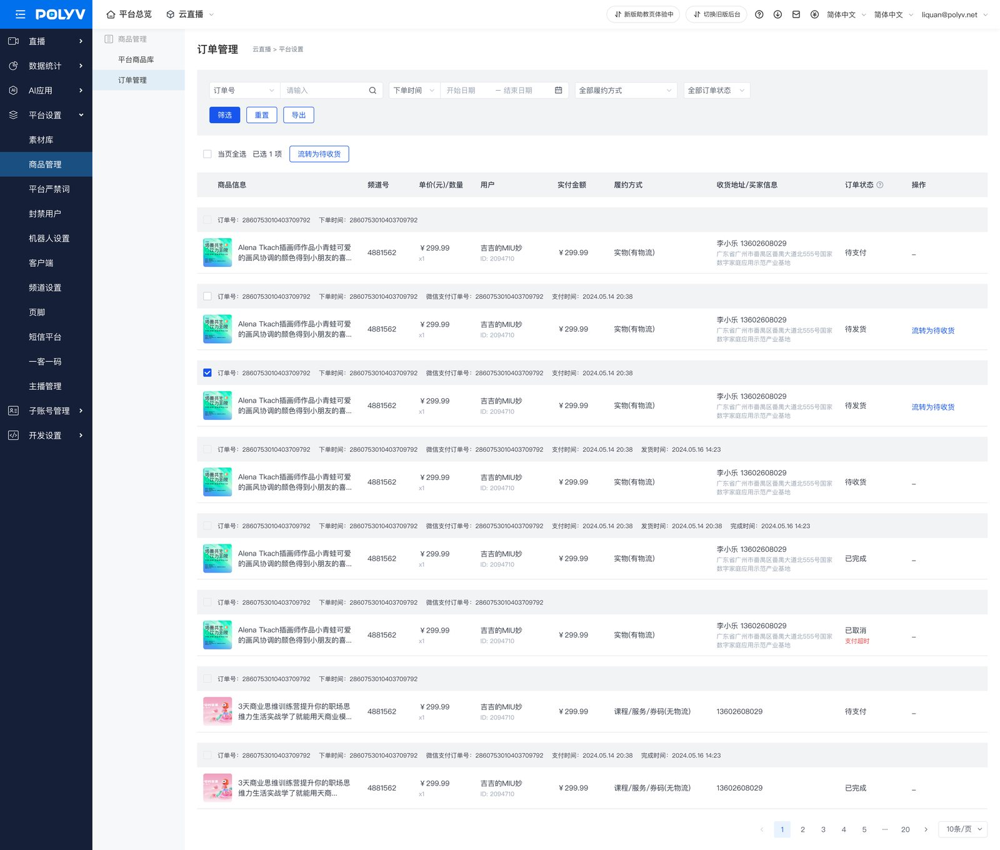 POLYV
平台总览
云直播
新版助教页体验中
切换旧版后台
简体中文
简体中文
liquan@polyv.net
直播
数据统计
AI应用
平台设置
素材库
商品管理
平台严禁词
封禁用户
机器人设置
客户端
频道设置
页脚
短信平台
一客一码
主播管理
子账号管理
开发设置
商品管理
平台商品库
订单管理
订单管理 云直播 > 平台设置
订单号 请输入 下单时间 开始日期 – 结束日期 全部履约方式 全部订单状态
筛选 重置 导出
当页全选 已选 1 项 流转为待收货
商品信息 频道号 单价(元)/数量 用户 实付金额 履约方式 收货地址/买家信息 订单状态 操作
订单号：2860753010403709792 下单时间：2860753010403709792
场景共生
饮力无限
Alena Tkach插画师作品小青蛙可爱
的画风协调的颜色得到小朋友的喜...
4881562
¥ 299.99
x1
吉吉的MIU妙
ID: 2094710
¥ 299.99
实物(有物流)
李小乐 13602608029
广东省广州市番禺区番禺大道北555号国家
数字家庭应用示范产业基地
待支付
–
订单号：2860753010403709792 下单时间：2860753010403709792 微信支付订单号：2860753010403709792 支付时间：2024.05.14 20:38
场景共生
饮力无限
Alena Tkach插画师作品小青蛙可爱
的画风协调的颜色得到小朋友的喜...
4881562
¥ 299.99
x1
吉吉的MIU妙
ID: 2094710
¥ 299.99
实物(有物流)
李小乐 13602608029
广东省广州市番禺区番禺大道北555号国家
数字家庭应用示范产业基地
待发货
流转为待收货
订单号：2860753010403709792 下单时间：2860753010403709792 微信支付订单号：2860753010403709792 支付时间：2024.05.14 20:38
场景共生
饮力无限
Alena Tkach插画师作品小青蛙可爱
的画风协调的颜色得到小朋友的喜...
4881562
¥ 299.99
x1
吉吉的MIU妙
ID: 2094710
¥ 299.99
实物(有物流)
李小乐 13602608029
广东省广州市番禺区番禺大道北555号国家
数字家庭应用示范产业基地
待发货
流转为待收货
订单号：2860753010403709792 下单时间：2860753010403709792 微信支付订单号：2860753010403709792 支付时间：2024.05.14 20:38 发货时间：2024.05.16 14:23
场景共生
饮力无限
Alena Tkach插画师作品小青蛙可爱
的画风协调的颜色得到小朋友的喜...
4881562
¥ 299.99
x1
吉吉的MIU妙
ID: 2094710
¥ 299.99
实物(有物流)
李小乐 13602608029
广东省广州市番禺区番禺大道北555号国家
数字家庭应用示范产业基地
待收货
–
订单号：2860753010403709792 下单时间：2860753010403709792 微信支付订单号：2860753010403709792 支付时间：2024.05.14 20:38 发货时间：2024.05.14 20:38 完成时间：2024.05.16 14:23
场景共生
饮力无限
Alena Tkach插画师作品小青蛙可爱
的画风协调的颜色得到小朋友的喜...
4881562
¥ 299.99
x1
吉吉的MIU妙
ID: 2094710
¥ 299.99
实物(有物流)
李小乐 13602608029
广东省广州市番禺区番禺大道北555号国家
数字家庭应用示范产业基地
已完成
–
订单号：2860753010403709792 下单时间：2860753010403709792 微信支付订单号：2860753010403709792
场景共生
饮力无限
Alena Tkach插画师作品小青蛙可爱
的画风协调的颜色得到小朋友的喜...
4881562
¥ 299.99
x1
吉吉的MIU妙
ID: 2094710
¥ 299.99
实物(有物流)
李小乐 13602608029
广东省广州市番禺区番禺大道北555号国家
数字家庭应用示范产业基地
已取消
支付超时
–
订单号：2860753010403709792 下单时间：2860753010403709792
3天商业思维训练营提升你的职场思
维力生活实战学了就能用天商业模...
4881562
¥ 299.99
x1
吉吉的MIU妙
ID: 2094710
¥ 299.99
课程/服务/券码(无物流)
13602608029
待支付
–
订单号：2860753010403709792 下单时间：2860753010403709792 微信支付订单号：2860753010403709792 支付时间：2024.05.14 20:38 完成时间：2024.05.16 14:23
3天商业思维训练营提升你的职场思
维力生活实战学了就能用天商...
4881562
¥ 299.99
x1
吉吉的MIU妙
ID: 2094710
¥ 299.99
课程/服务/券码(无物流)
13602608029
已完成
–
1 2 3 4 5 ··· 20 10条/页